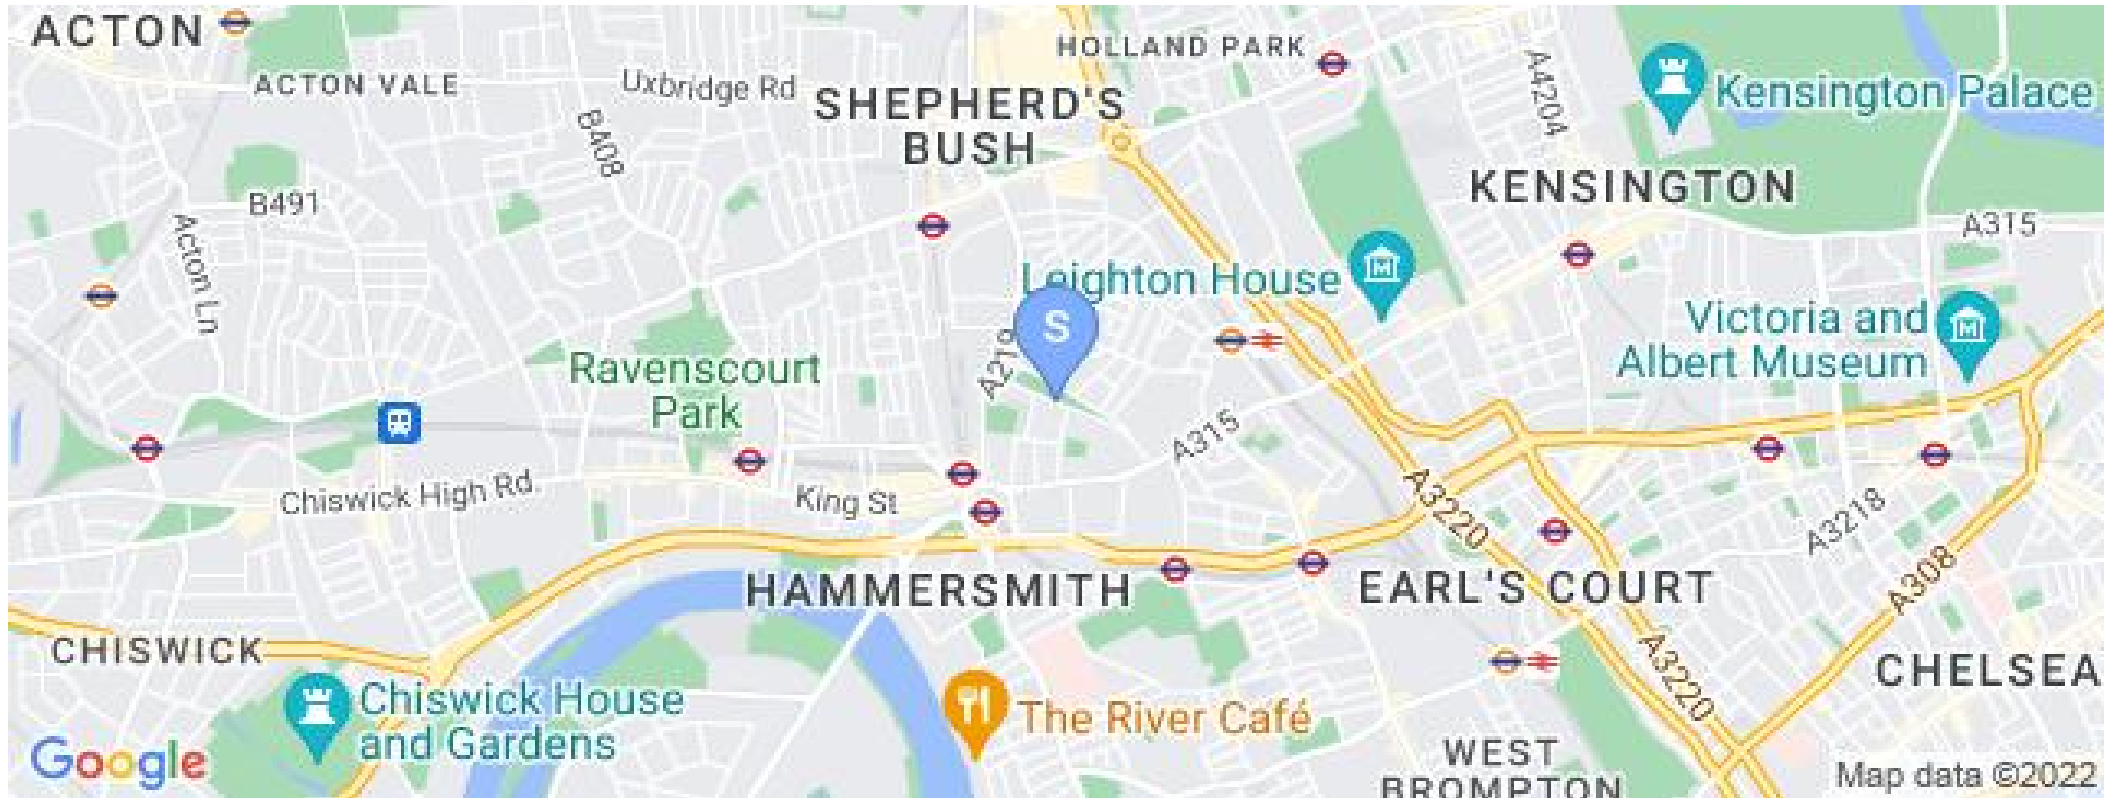 ACTON
ACTON VALE
Uxbridge Rd
B408
SHEPHERD'S
BUSH
HOLLAND PARK
A4204
Kensington Palace
KENSINGTON
B491
Acton Ln
A315
Leighton House
S
A219
Victoria and
Albert Museum
Ravenscourt
Park
A315
Chiswick High Rd.
King St
A3220
A3218
HAMMERSMITH
EARL'S COURT
A308
CHISWICK
A3220
CHELSEA
Chiswick House
and Gardens
The River Café
WEST
BROMPTON
Google
Map data ©2022